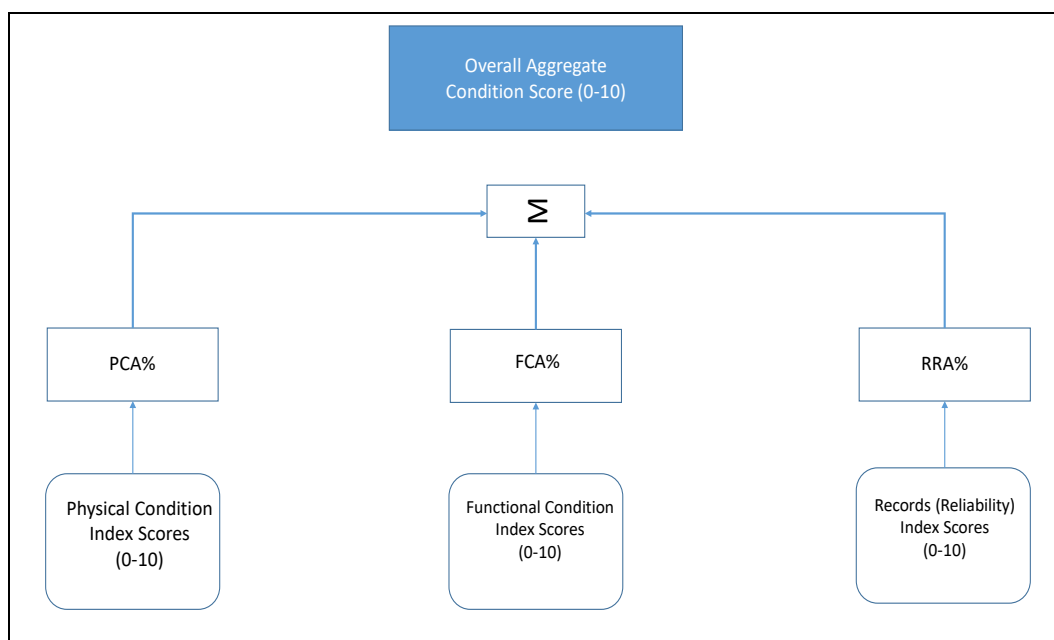 Overall Aggregate
Condition Score (0-10)
Σ
PCA%
FCA%
RRA%
Physical Condition
Index Scores
(0-10)
Functional Condition
Index Scores
(0-10)
Records (Reliability)
Index Scores
(0-10)